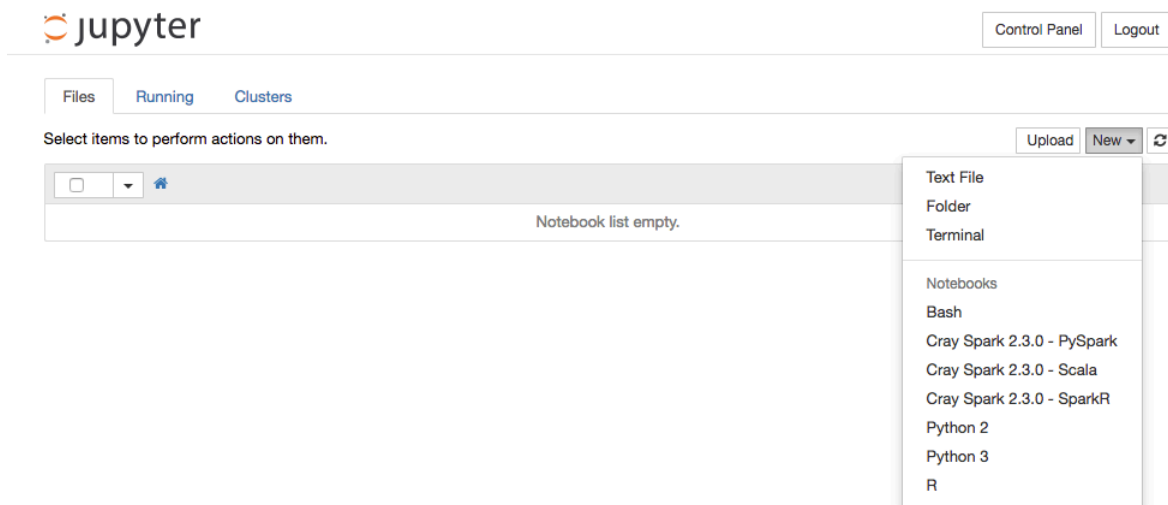 jupyter
Control Panel Logout
Files Running Clusters
Select items to perform actions on them.
Upload New
Notebook list empty.
Text File
Folder
Terminal
Notebooks
Bash
Cray Spark 2.3.0 - PySpark
Cray Spark 2.3.0 - Scala
Cray Spark 2.3.0 - SparkR
Python 2
Python 3
R